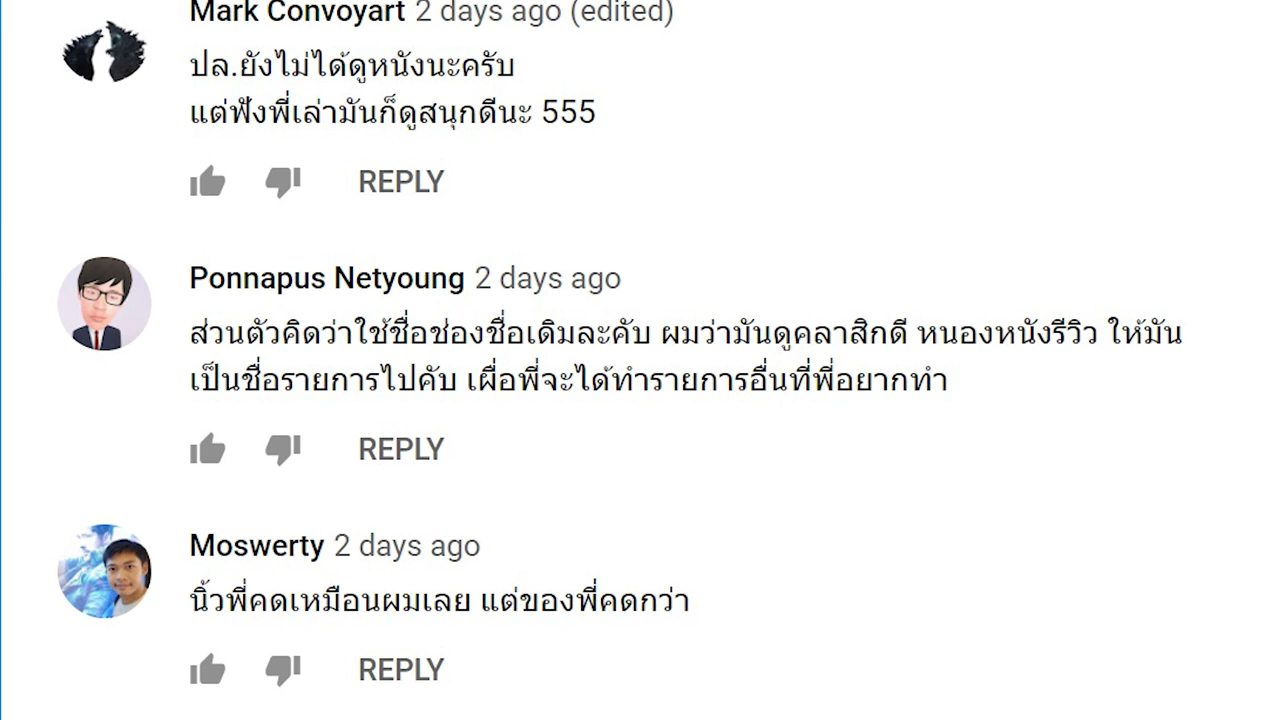 Mark Convoyart 2 days ago (edited)
ปล.ยังไม่ได้ดูหนังนะครับ
แต่ฟังพี่เล่ามันก็ดูสนุกดีนะ 555
REPLY
Ponnapus Netyoung 2 days ago
ส่วนตัวคิดว่าใช้ชื่อช่องชื่อเดิมละคับ ผมว่ามันดูคลาสิกดี หนองหนังรีวิว ให้มัน
เป็นชื่อรายการไปคับ เผื่อพี่จะได้ทำรายการอื่นที่พี่อยากทำ
REPLY
Moswerty 2 days ago
นิ้วพี่คดเหมือนผมเลย แต่ของพี่คดกว่า
REPLY